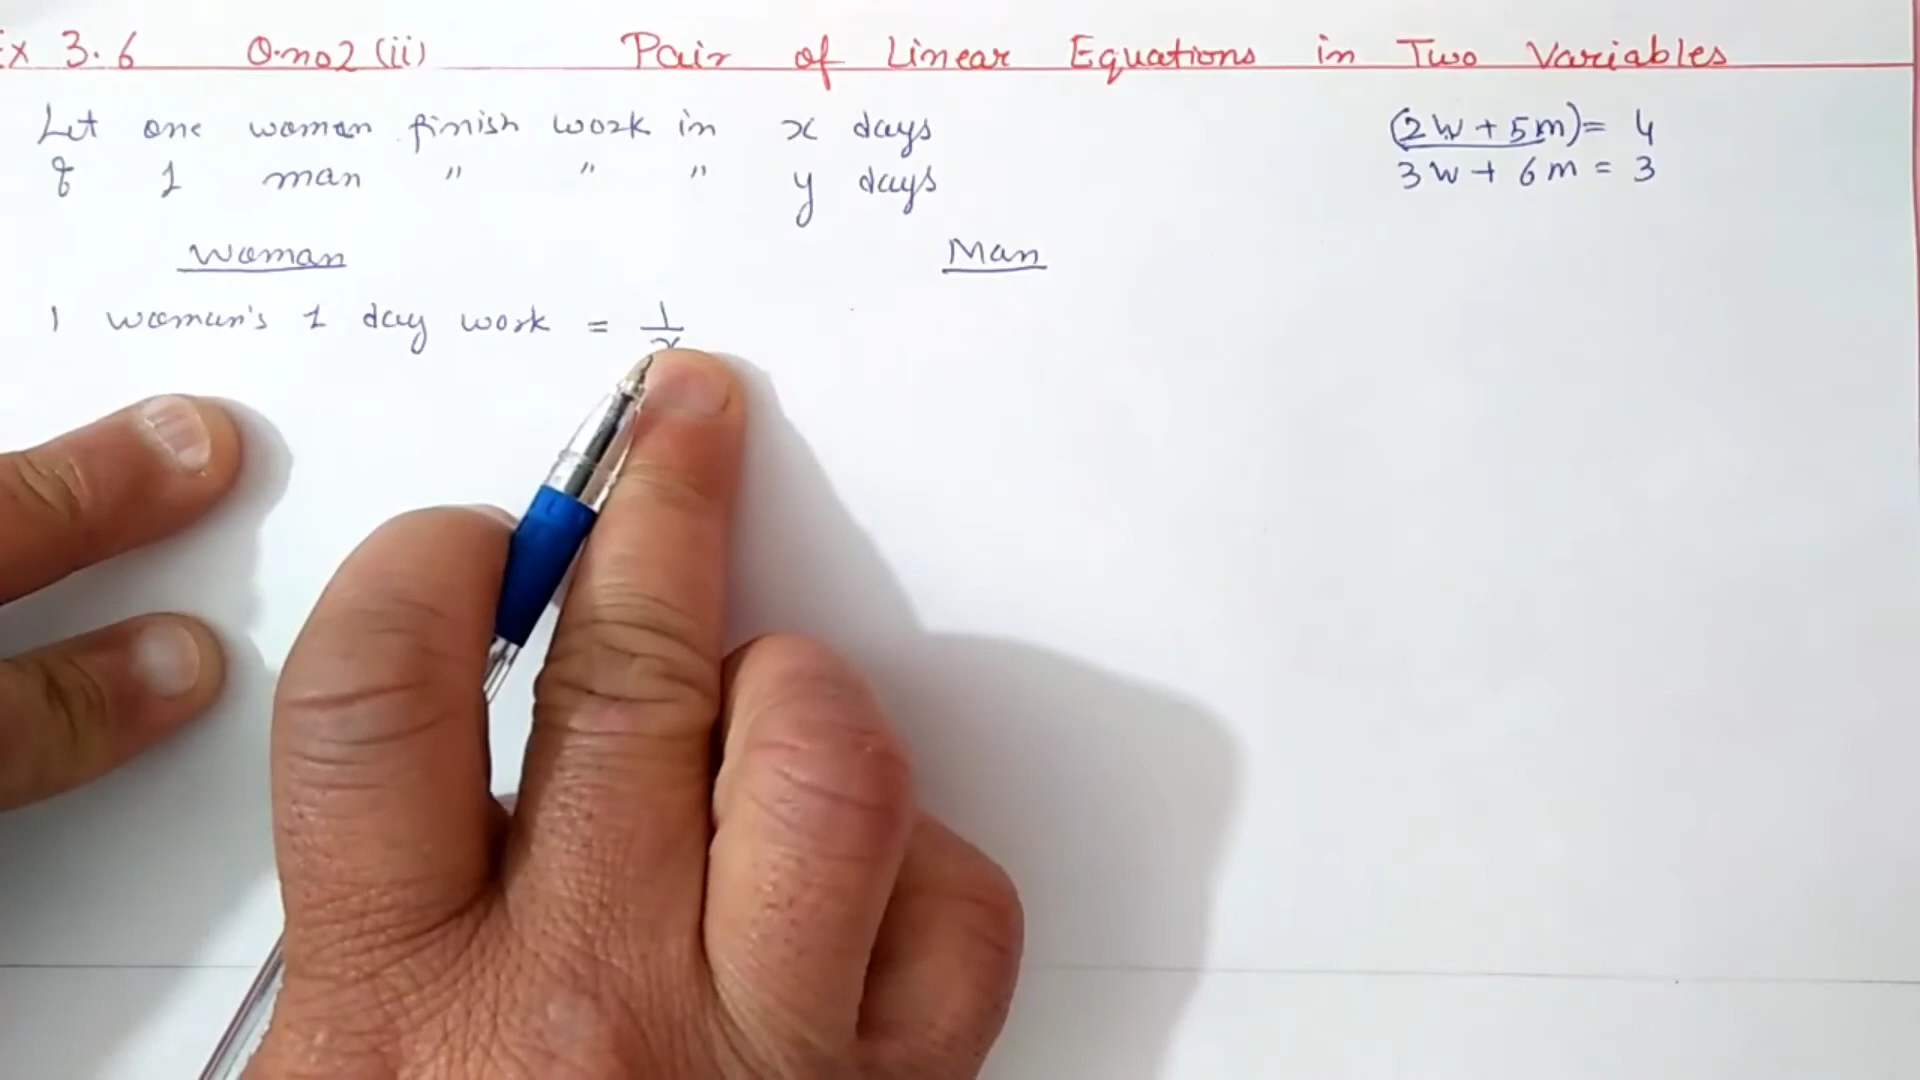 Ex 3.6 Q.no2 (ii) Pair of Linear Equations in Two Variables
Let one woman finish work in x days
& 1 man " " " y days
(2w + 5m) = 4
3w + 6m = 3
Woman
Man
1 woman's 1 day work = 1/x